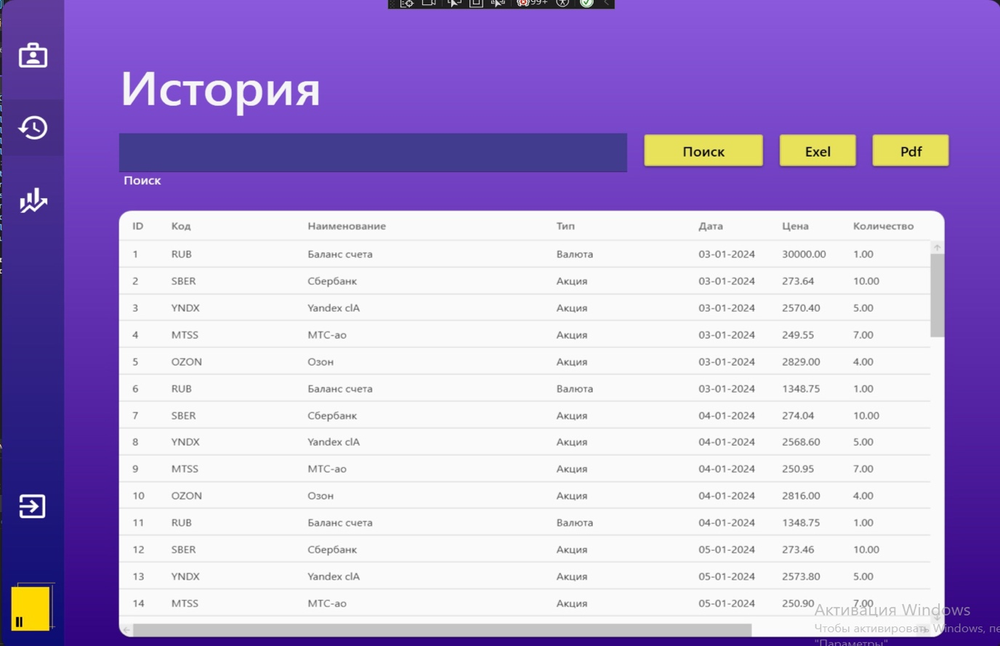 99+
История
Поиск Exel Pdf
Поиск
ID Код Наименование Тип Дата Цена Количество
1 RUB Баланс счета Валюта 03-01-2024 30000.00 1.00
2 SBER Сбербанк Акция 03-01-2024 273.64 10.00
3 YNDX Yandex clA Акция 03-01-2024 2570.40 5.00
4 MTSS МТС-ао Акция 03-01-2024 249.55 7.00
5 OZON Озон Акция 03-01-2024 2829.00 4.00
6 RUB Баланс счета Валюта 03-01-2024 1348.75 1.00
7 SBER Сбербанк Акция 04-01-2024 274.04 10.00
8 YNDX Yandex clA Акция 04-01-2024 2568.60 5.00
9 MTSS МТС-ао Акция 04-01-2024 250.95 7.00
10 OZON Озон Акция 04-01-2024 2816.00 4.00
11 RUB Баланс счета Валюта 04-01-2024 1348.75 1.00
12 SBER Сбербанк Акция 05-01-2024 273.46 10.00
13 YNDX Yandex clA Акция 05-01-2024 2573.80 5.00
14 MTSS МТС-ао Акция 05-01-2024 250.90 7.00
Активация Windows
Чтобы активировать Windows, пе
"Параметры"